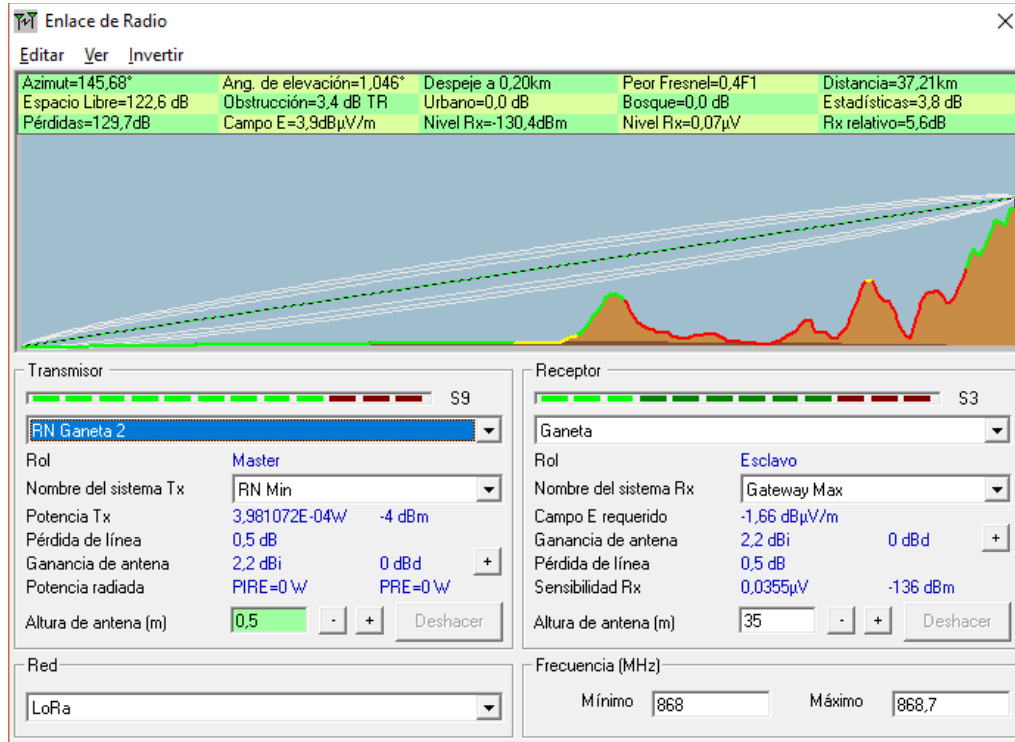 Enlace de Radio
Editar Ver Invertir
Azimut=145,68° Ang. de elevación=1,046° Despeje a 0,20km Peor Fresnel=0,4F1 Distancia=37,21km
Espacio Libre=122,6 dB Obstrucción=3,4 dB TR Urbano=0,0 dB Bosque=0,0 dB Estadísticas=3,8 dB
Pérdidas=129,7dB Campo E=3,9dBµV/m Nivel Rx=-130,4dBm Nivel Rx=0,07µV Rx relativo=5,6dB
Transmisor
S9
RN Ganeta 2
Rol Master
Nombre del sistema Tx RN Min
Potencia Tx 3,981072E-04W -4 dBm
Pérdida de línea 0,5 dB
Ganancia de antena 2,2 dBi 0 dBd +
Potencia radiada PIRE=0 W PRE=0 W
Altura de antena (m) 0,5 - + Deshacer
Red
LoRa
Receptor
S3
Ganeta
Rol Esclavo
Nombre del sistema Rx Gateway Max
Campo E requerido -1,66 dBµV/m
Ganancia de antena 2,2 dBi 0 dBd +
Pérdida de línea 0,5 dB
Sensibilidad Rx 0,0355µV -136 dBm
Altura de antena (m) 35 - + Deshacer
Frecuencia (MHz)
Mínimo 868 Máximo 868,7